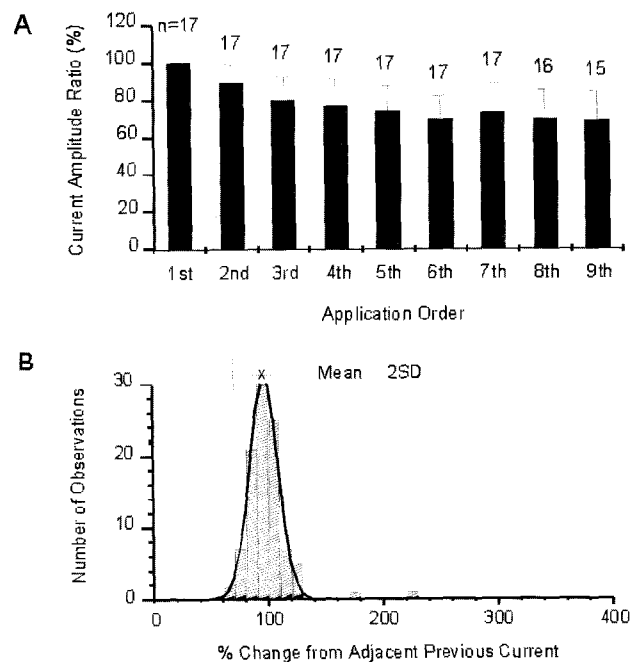 A
n=17 17 17 17 17 17 17 16 15
Current Amplitude Ratio (%)
120
100
80
60
40
20
0
1st 2nd 3rd 4th 5th 6th 7th 8th 9th
Application Order
B
x Mean 2SD
Number of Observations
30
20
10
0
0 100 200 300 400
% Change from Adjacent Previous Current